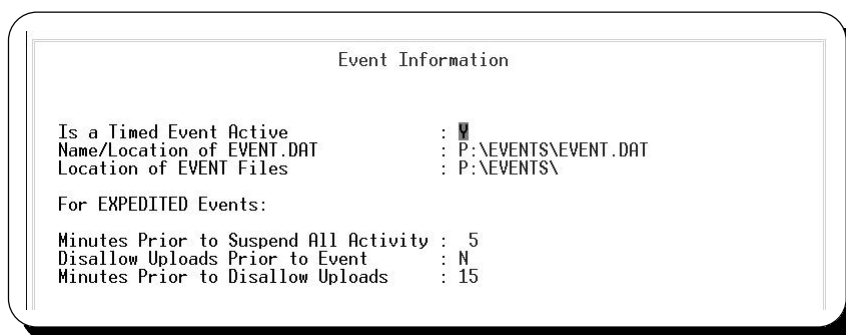 Event Information
Is a Timed Event Active : Y
Name/Location of EVENT.DAT : P:\EVENTS\EVENT.DAT
Location of EVENT Files : P:\EVENTS\
For EXPEDITED Events:
Minutes Prior to Suspend All Activity : 5
Disallow Uploads Prior to Event : N
Minutes Prior to Disallow Uploads : 15